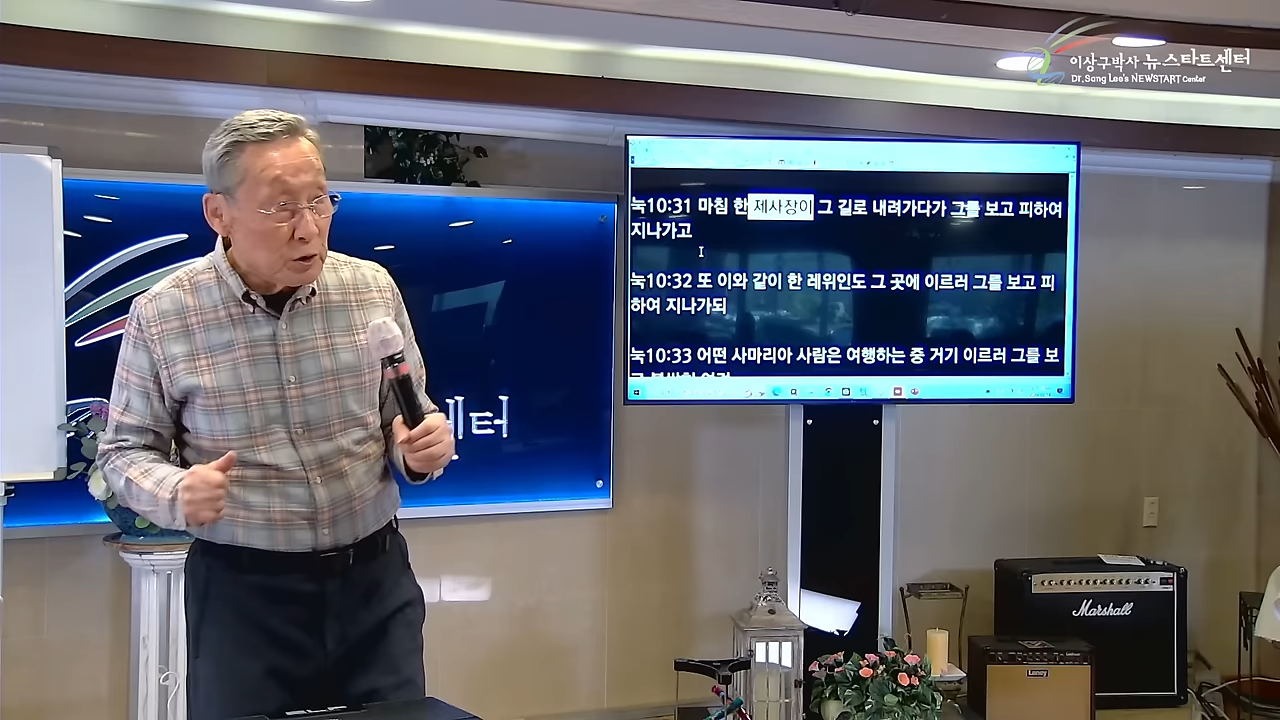 이상구박사 뉴스타트센터
Dr.Sang Lee's NEWSTART Center
눅10:31 마침 한 제사장이 그 길로 내려가다가 그를 보고 피하여
지나가고
눅10:32 또 이와 같이 한 레위인도 그 곳에 이르러 그를 보고 피
하여 지나가되
눅10:33 어떤 사마리아 사람은 여행하는 중 거기 이르러 그를 보
센터
Marshall
Laney